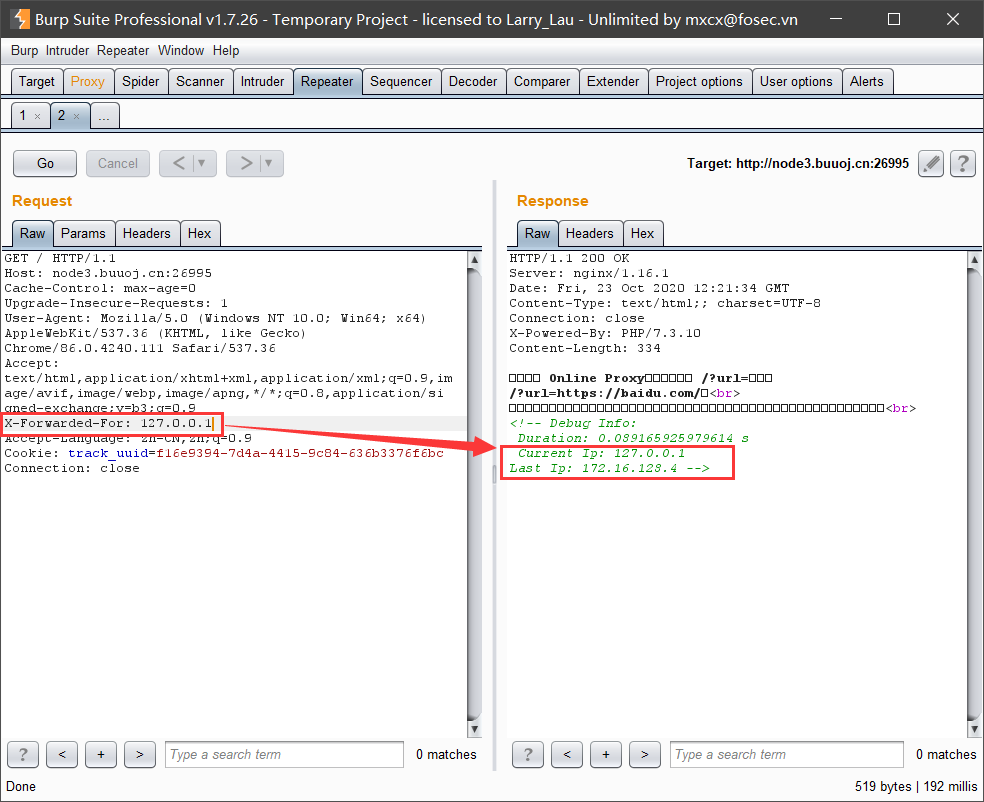 Burp Suite Professional v1.7.26 - Temporary Project - licensed to Larry_Lau - Unlimited by mxcx@fosec.vn
Burp Intruder Repeater Window Help
Target Proxy Spider Scanner Intruder Repeater Sequencer Decoder Comparer Extender Project options User options Alerts
1 × 2 × ...
Go Cancel < > Target: http://node3.buuoj.cn:26995 ?
Request
Raw Params Headers Hex
GET / HTTP/1.1
Host: node3.buuoj.cn:26995
Cache-Control: max-age=0
Upgrade-Insecure-Requests: 1
User-Agent: Mozilla/5.0 (Windows NT 10.0; Win64; x64)
AppleWebKit/537.36 (KHTML, like Gecko)
Chrome/86.0.4240.111 Safari/537.36
Accept:
text/html,application/xhtml+xml,application/xml;q=0.9,im
age/avif,image/webp,image/apng,*/*;q=0.8,application/si
gned-exchange;v=b3;q=0.9
X-Forwarded-For: 127.0.0.1
Accept-Language: zh-CN,zh;q=0.9
Cookie: track_uuid=f16e9394-7d4a-4415-9c84-636b3376f6bc
Connection: close
? < + > Type a search term 0 matches
Response
Raw Headers Hex
HTTP/1.1 200 OK
Server: nginx/1.16.1
Date: Fri, 23 Oct 2020 12:21:34 GMT
Content-Type: text/html;; charset=UTF-8
Connection: close
X-Powered-By: PHP/7.3.10
Content-Length: 334
Online Proxy /?url=
/?url=https://baidu.com/ <br>
<br>
<!-- Debug Info:
Duration: 0.089165925979614 s
Current Ip: 127.0.0.1
Last Ip: 172.16.128.4 -->
? < + > Type a search term 0 matches
Done 519 bytes | 192 millis